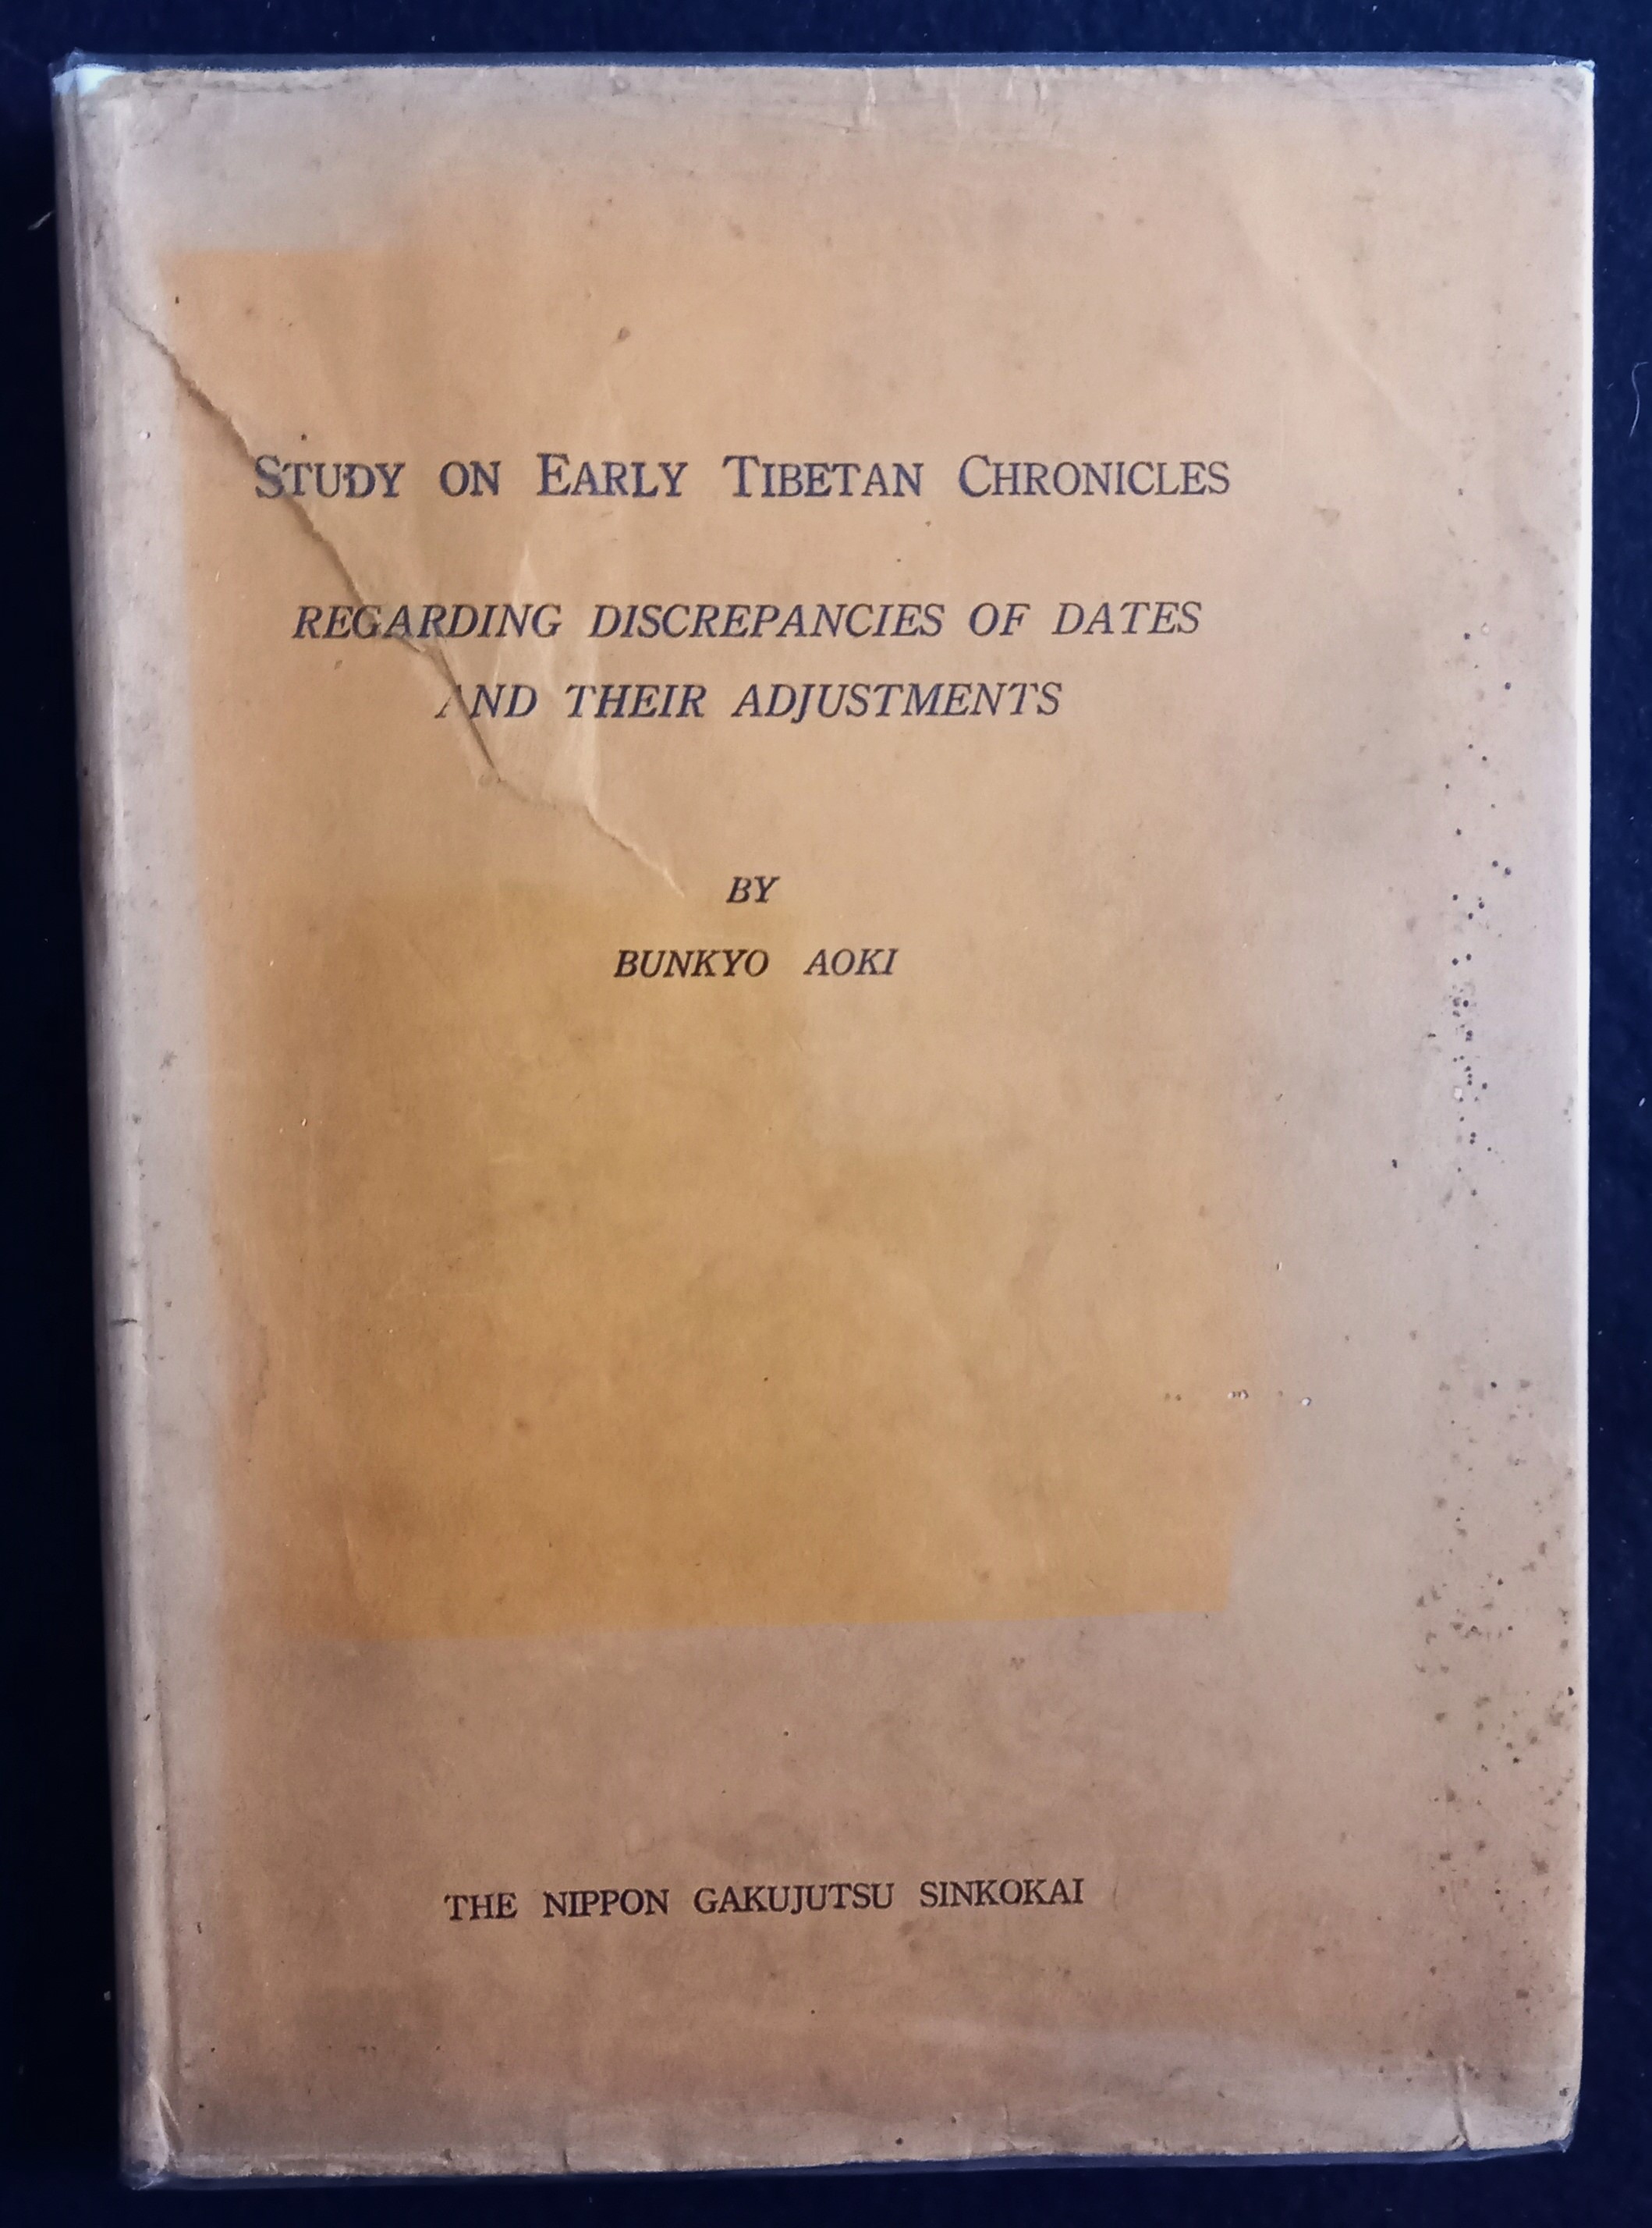 STUDY ON EARLY TIBETAN CHRONICLES
REGARDING DISCREPANCIES OF DATES
AND THEIR ADJUSTMENTS
BY
BUNKYO AOKI
THE NIPPON GAKUJUTSU SINKOKAI